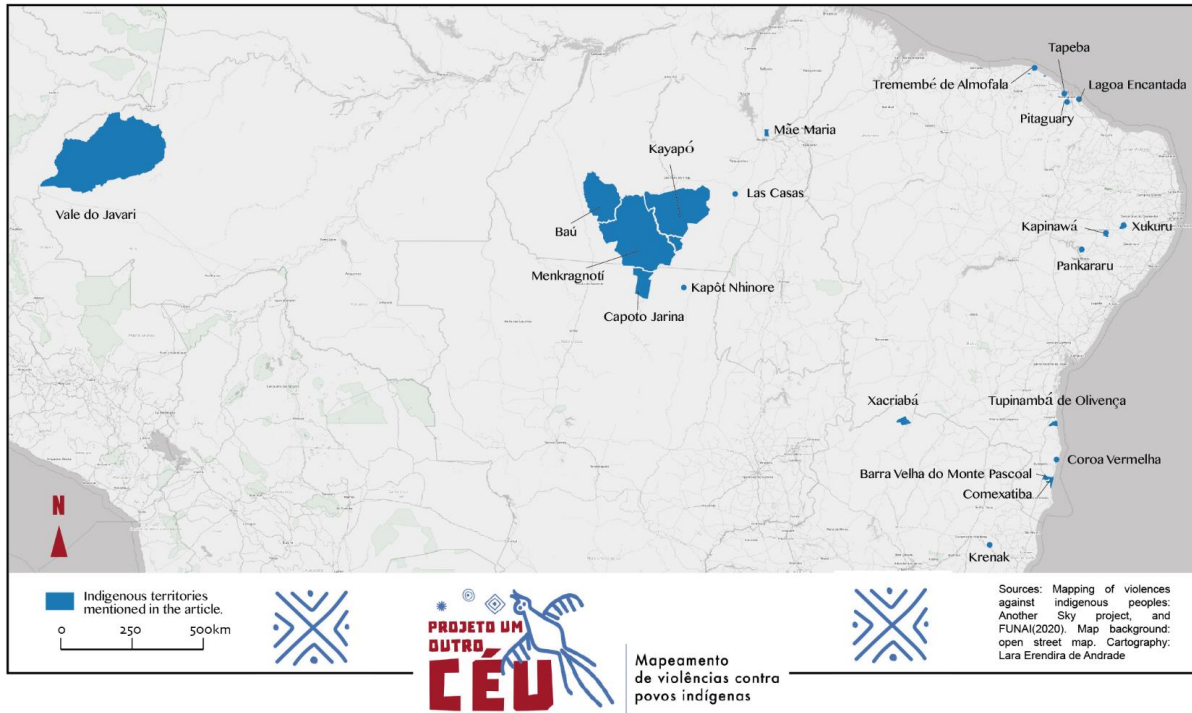 Tapeba
Tremembé de Almofala
Lagoa Encantada
Pitaguary
Mãe Maria
Kayapó
Las Casas
Vale do Javari
Baú
Kapinawá
Xukuru
Pankararu
Menkragnotí
Kapôt Nhinore
Capoto Jarina
Xacriabá
Tupinambá de Olivença
Coroa Vermelha
Barra Velha do Monte Pascoal
Comexatiba
Krenak
N
Indigenous territories
mentioned in the article.
0 250 500km
PROJETO UM
OUTRO
CÉU
Mapeamento
de violências contra
povos indígenas
Sources: Mapping of violences
against indigenous peoples:
Another Sky project, and
FUNAI(2020). Map background:
open street map. Cartography:
Lara Erendira de Andrade